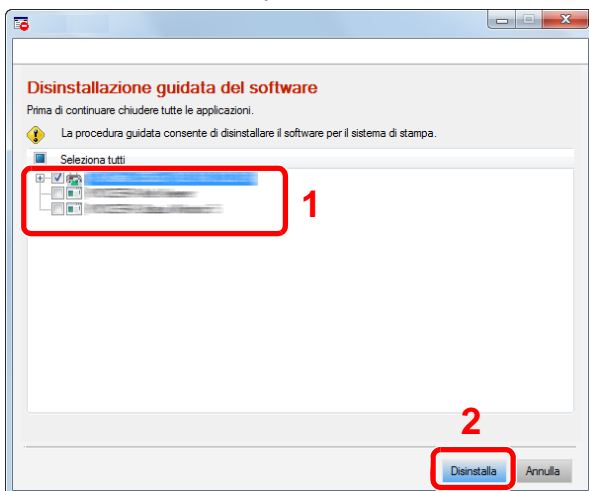 Disinstallazione guidata del software
Prima di continuare chiudere tutte le applicazioni.
La procedura guidata consente di disinstallare il software per il sistema di stampa.
Seleziona tutti
1
2
Disinstalla Annulla